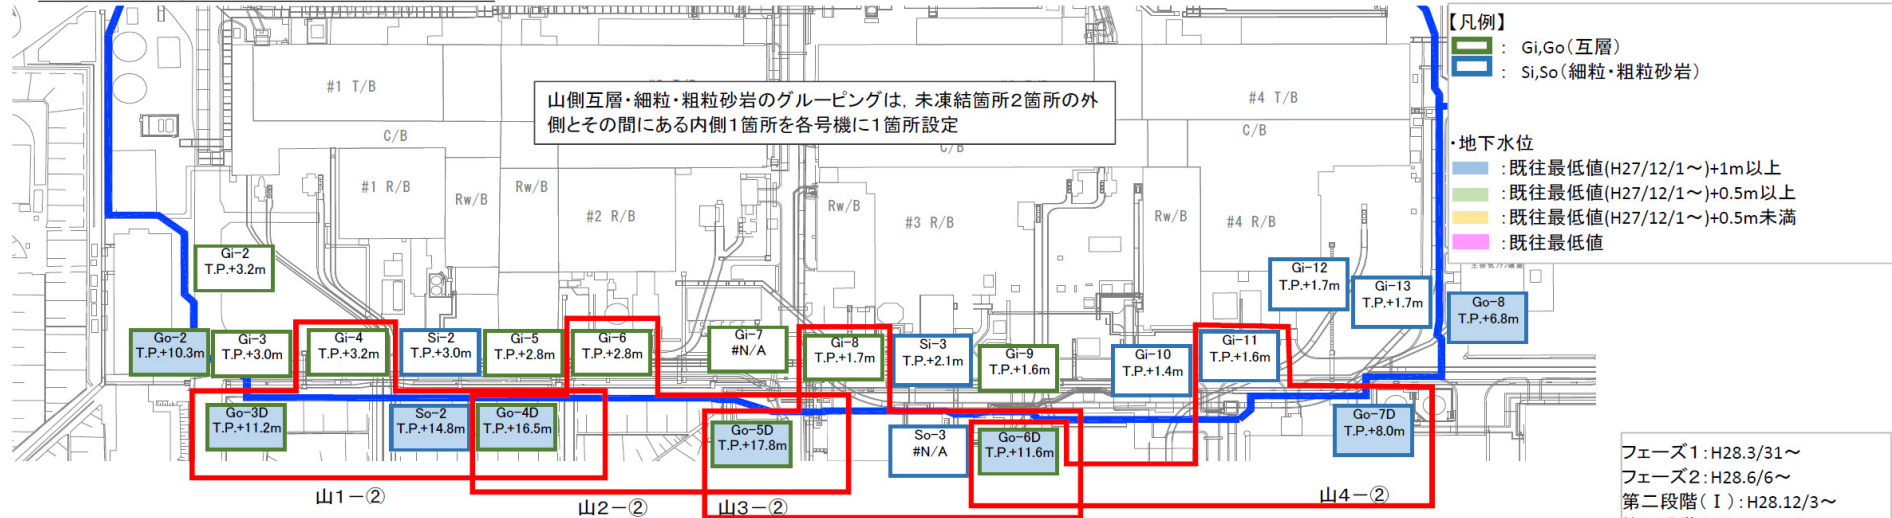 【凡例】
： Gi,Go（互層）
： Si,So（細粒・粗粒砂岩）
・地下水位
：既往最低値(H27/12/1～)+1m以上
：既往最低値(H27/12/1～)+0.5m以上
：既往最低値(H27/12/1～)+0.5m未満
：既往最低値
#1 T/B
#4 T/B
山側互層・細粒・粗粒砂岩のグルーピングは，未凍結箇所２箇所の外
側とその間にある内側１箇所を各号機に１箇所設定
C/B
C/B
C/B
#1 R/B
Rw/B
Rw/B
#2 R/B
Rw/B
#3 R/B
Rw/B
#4 R/B
Gi-2
T.P.+3.2m
Gi-12
T.P.+1.7m
Gi-13
T.P.+1.7m
Go-8
T.P.+6.8m
Go-2
T.P.+10.3m
Gi-3
T.P.+3.0m
Gi-4
T.P.+3.2m
Si-2
T.P.+3.0m
Gi-5
T.P.+2.8m
Gi-6
T.P.+2.8m
Gi-7
#N/A
Gi-8
T.P.+1.7m
Si-3
T.P.+2.1m
Gi-9
T.P.+1.6m
Gi-10
T.P.+1.4m
Gi-11
T.P.+1.6m
Go-3D
T.P.+11.2m
So-2
T.P.+14.8m
Go-4D
T.P.+16.5m
Go-5D
T.P.+17.8m
So-3
#N/A
Go-6D
T.P.+11.6m
Go-7D
T.P.+8.0m
山１－②
山２－②
山３－②
山４－②
フェーズ１：H28.3/31～
フェーズ２：H28.6/6～
第二段階（Ⅰ）：H28.12/3～